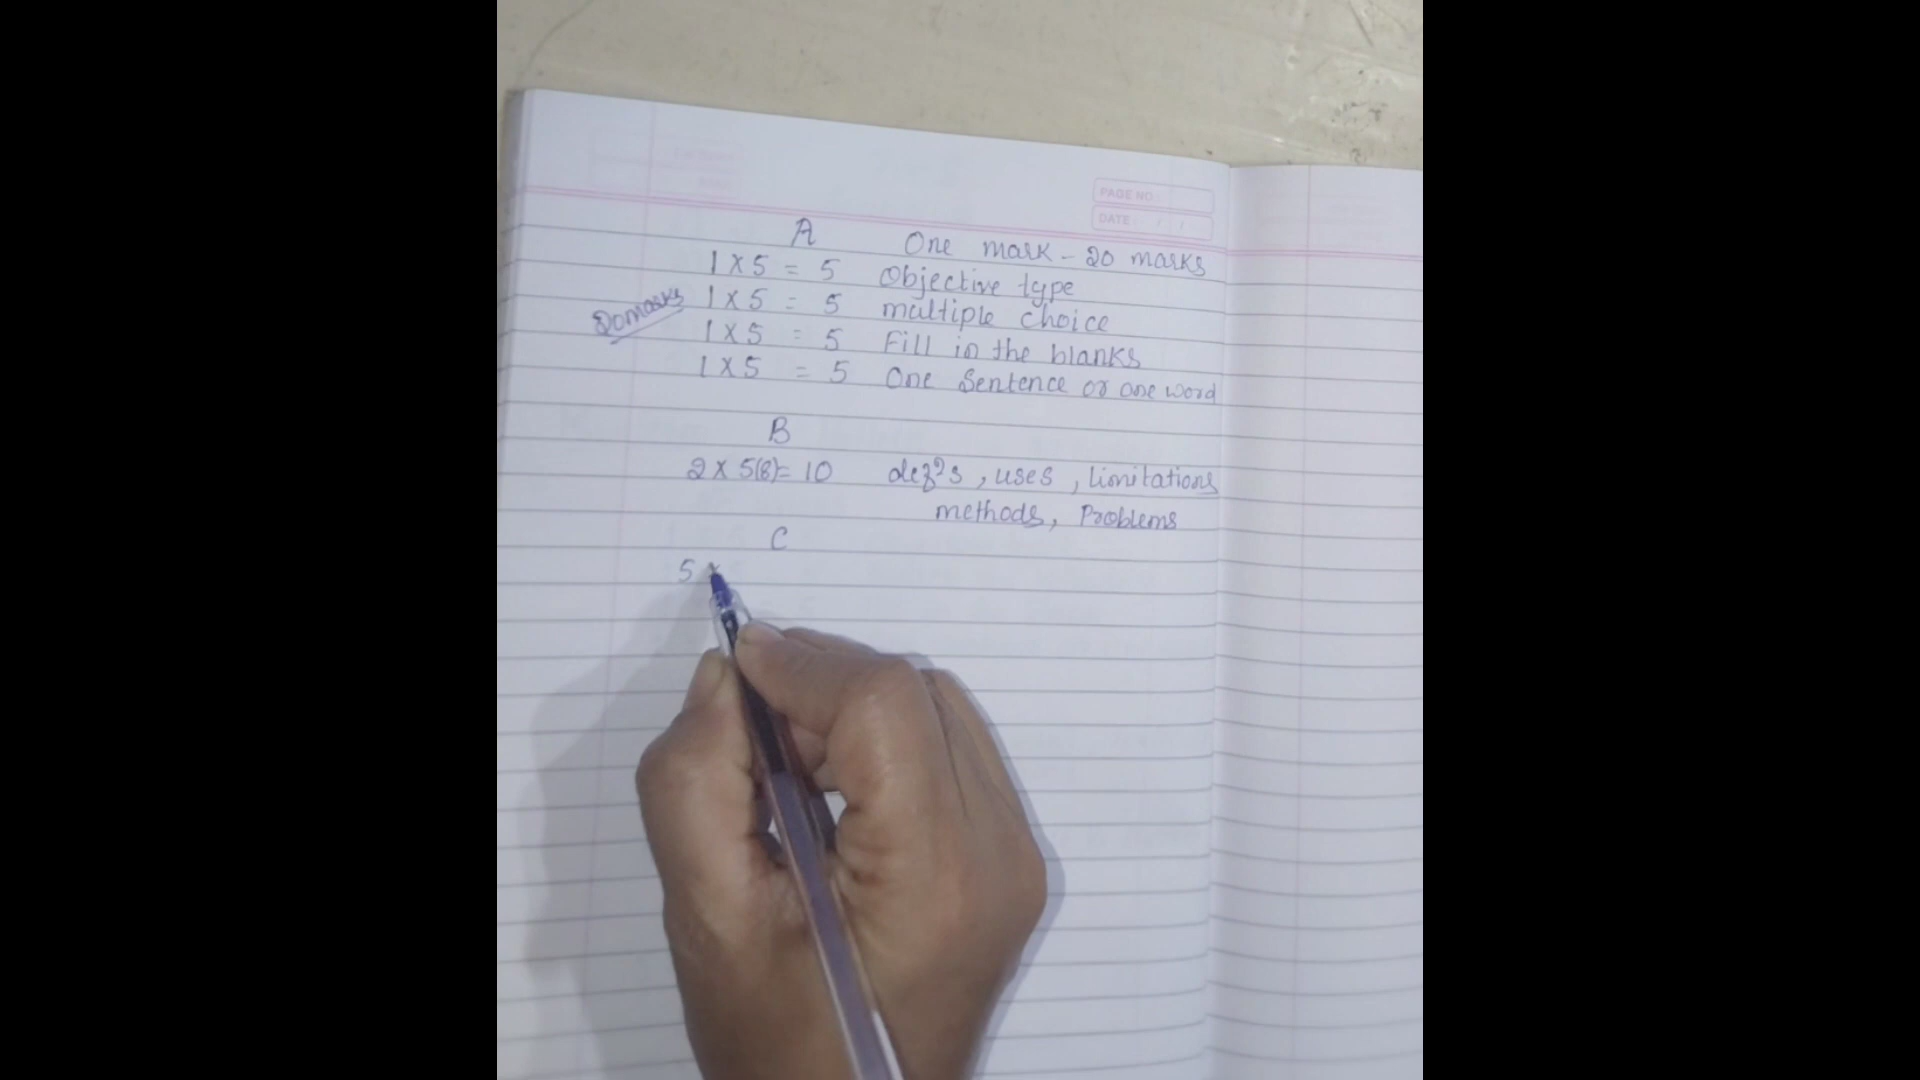 PAGE NO
DATE / /
A One mark - 20 marks
1 x 5 = 5 Objective type
20 marks 1 x 5 = 5 multiple choice
1 x 5 = 5 Fill in the blanks
1 x 5 = 5 One Sentence or one word
B
2 x 5(8) = 10 , uses , limitations
methods, Problems
C
5 x